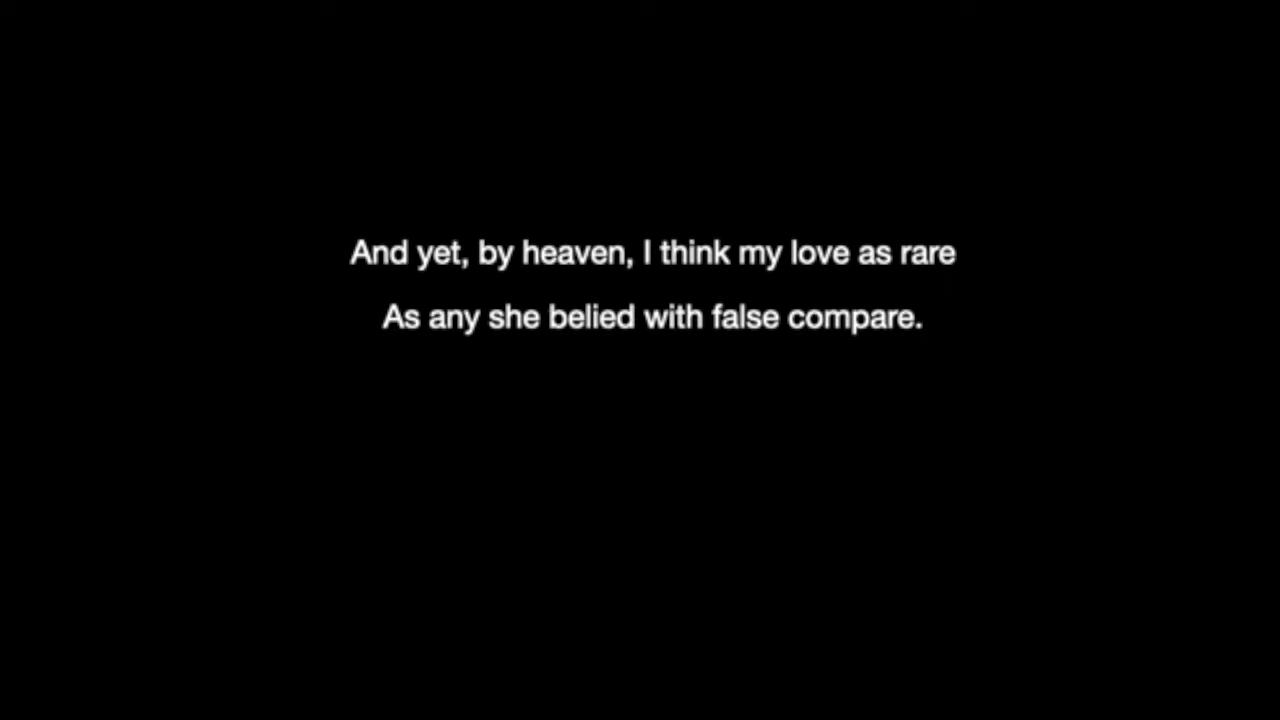 And yet, by heaven, I think my love as rare
As any she belied with false compare.